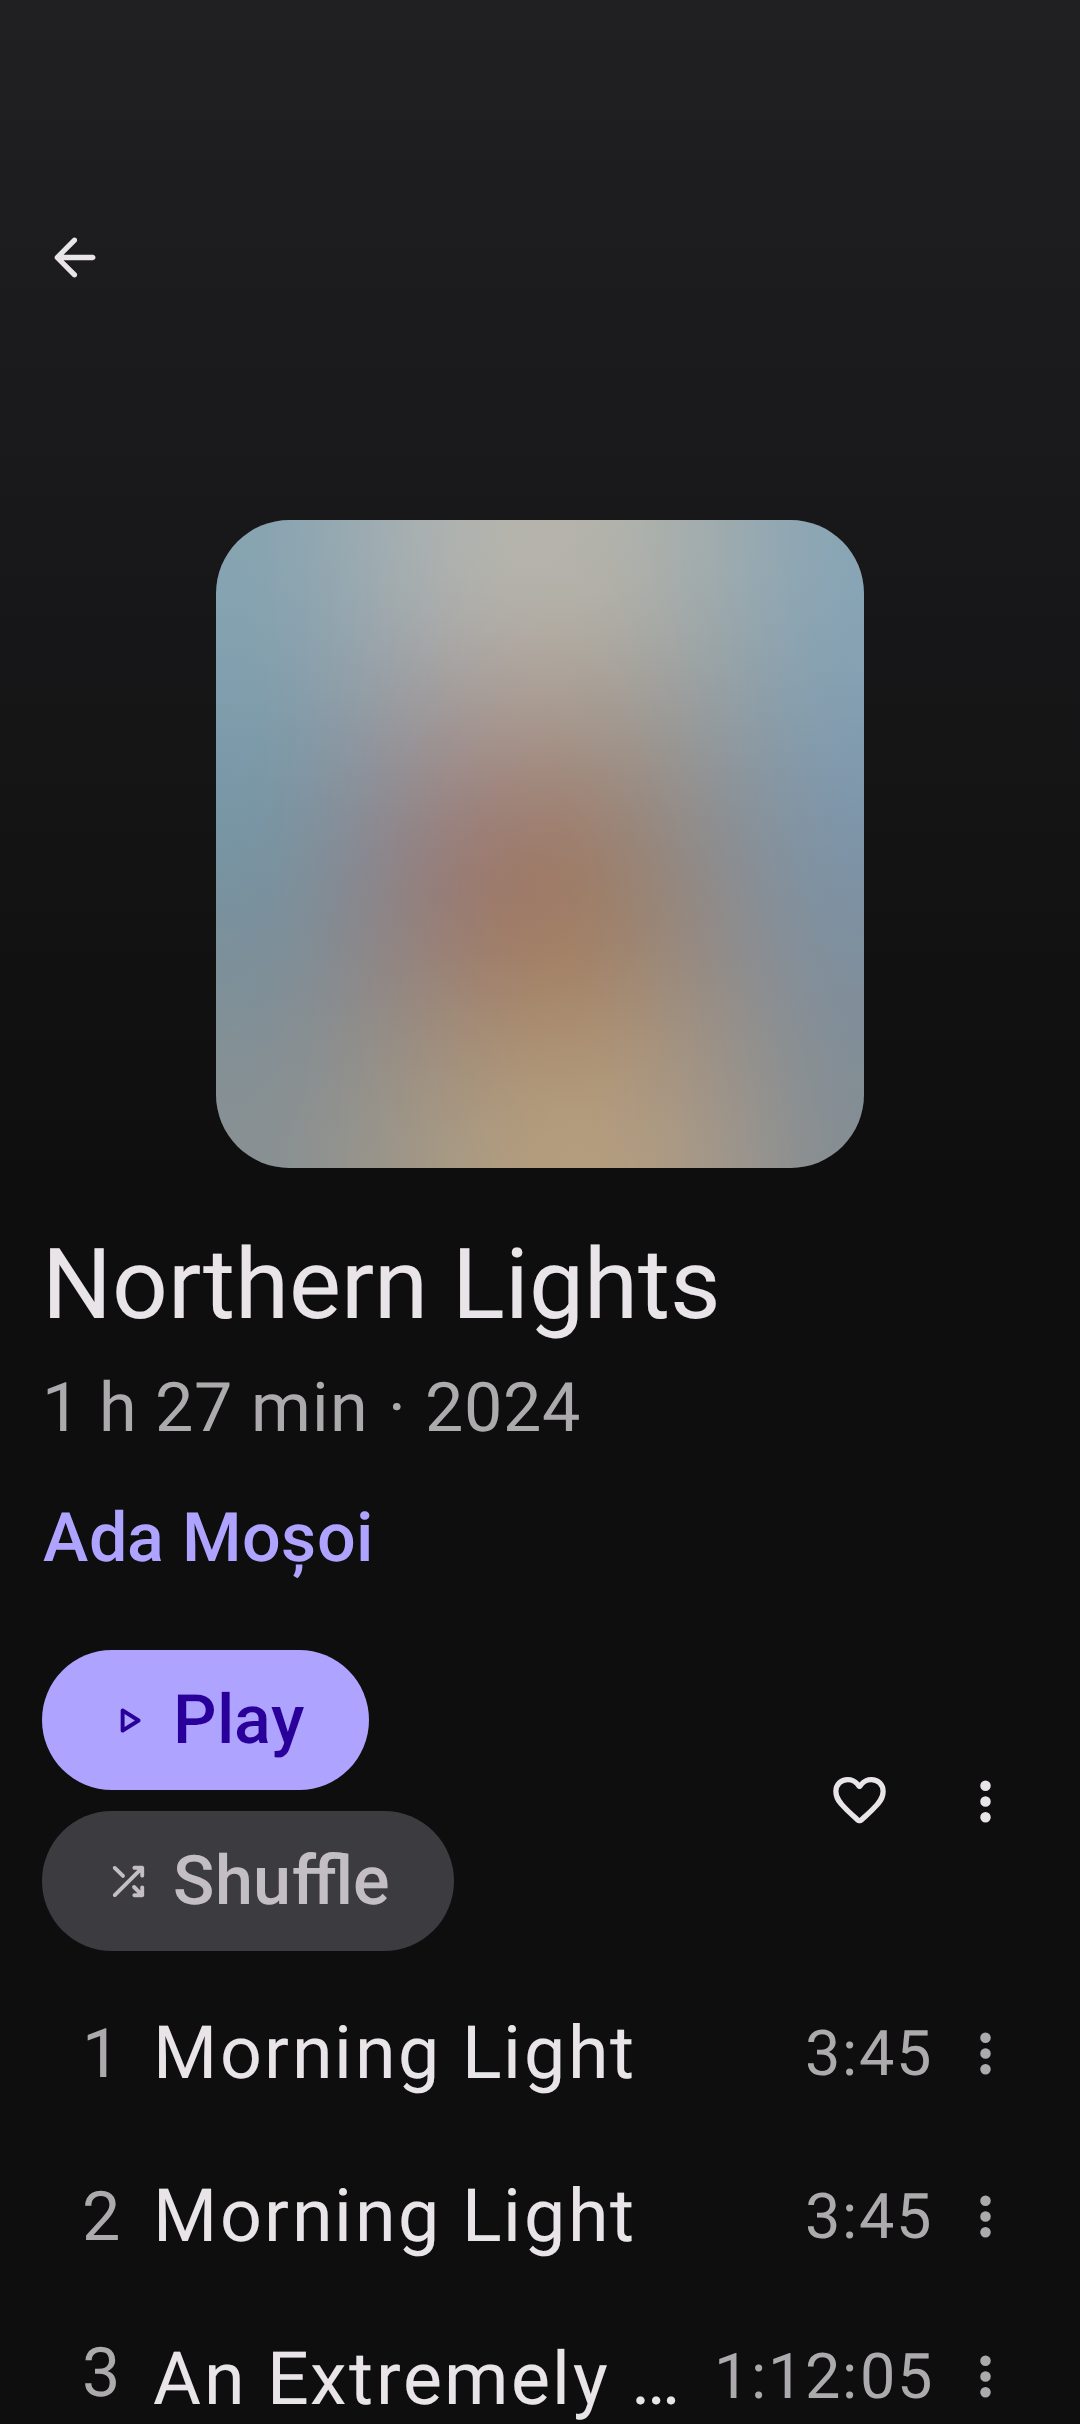 Northern Lights
1 h 27 min · 2024
Ada Moșoi
Play
Shuffle
1 Morning Light 3:45
2 Morning Light 3:45
3 An Extremely … 1:12:05